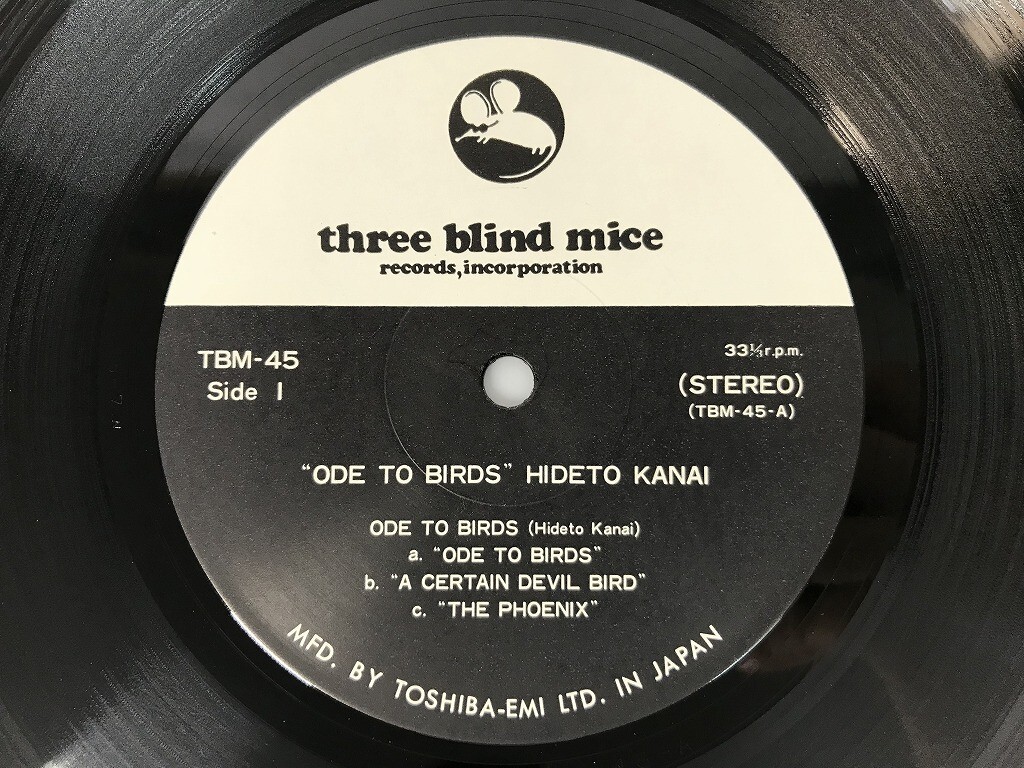 three blind mice
records, incorporation
TBM-45
Side 1
33⅓ r.p.m.
(STEREO)
(TBM-45-A)
"ODE TO BIRDS" HIDETO KANAI
ODE TO BIRDS (Hideto Kanai)
a. "ODE TO BIRDS"
b. "A CERTAIN DEVIL BIRD"
c. "THE PHOENIX"
MFD. BY TOSHIBA-EMI LTD. IN JAPAN